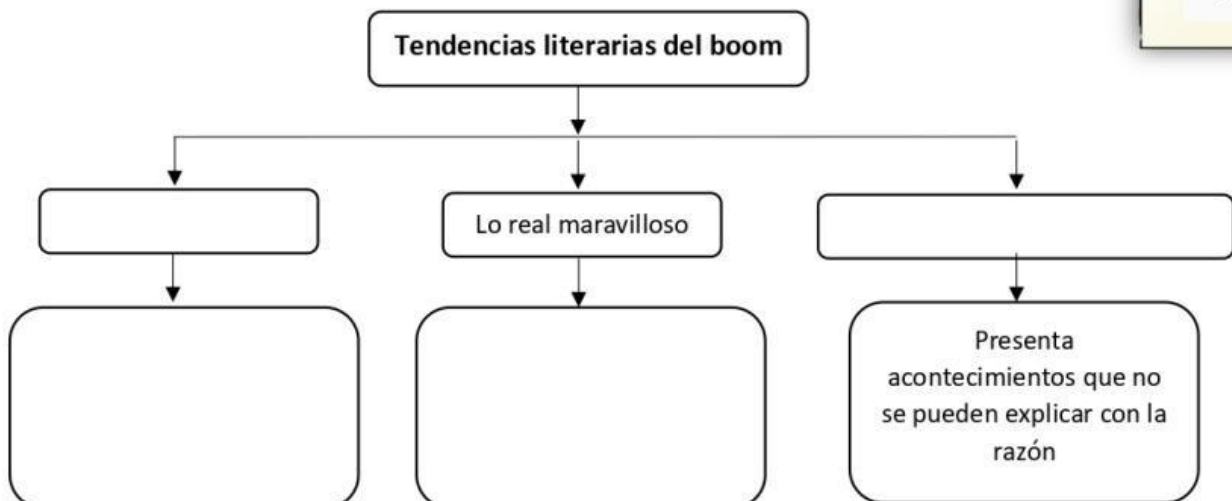 Tendencias literarias del boom
Lo real maravilloso
Presenta
acontecimientos que no
se pueden explicar con la
razón